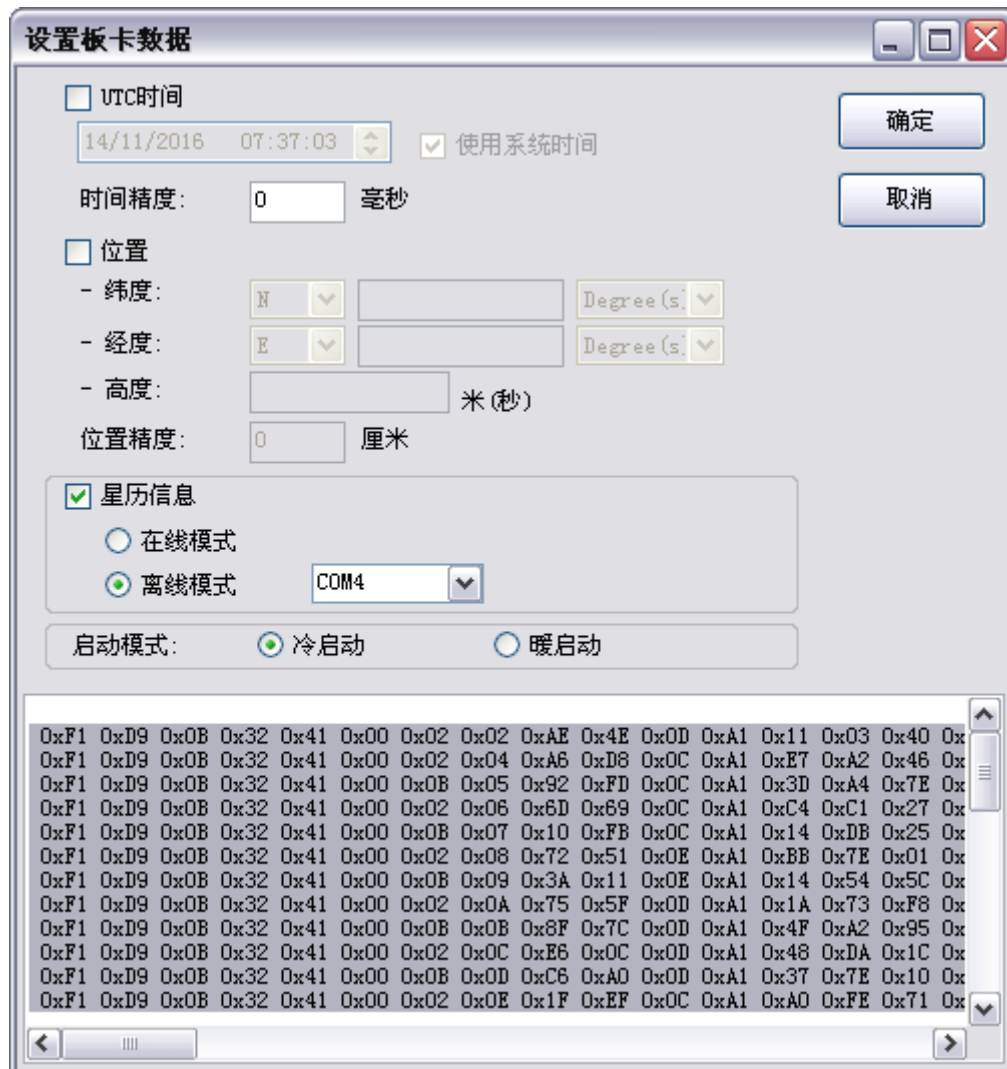 设置板卡数据
UTC时间
确定
14/11/2016 07:37:03 使用系统时间
时间精度: 0 毫秒
取消
位置
- 纬度: N Degree(s)
- 经度: E Degree(s)
- 高度: 米(秒)
位置精度: 0 厘米
星历信息
在线模式
离线模式 COM4
启动模式: 冷启动 暖启动
0xF1 0xD9 0x0B 0x32 0x41 0x00 0x02 0x02 0xAE 0x4E 0x0D 0xA1 0x11 0x03 0x40 0x
0xF1 0xD9 0x0B 0x32 0x41 0x00 0x02 0x04 0xA6 0xD8 0x0C 0xA1 0xE7 0xA2 0x46 0x
0xF1 0xD9 0x0B 0x32 0x41 0x00 0x0B 0x05 0x92 0xFD 0x0C 0xA1 0x3D 0xA4 0x7E 0x
0xF1 0xD9 0x0B 0x32 0x41 0x00 0x02 0x06 0x6D 0x69 0x0C 0xA1 0xC4 0xC1 0x27 0x
0xF1 0xD9 0x0B 0x32 0x41 0x00 0x0B 0x07 0x10 0xFB 0x0C 0xA1 0x14 0xDB 0x25 0x
0xF1 0xD9 0x0B 0x32 0x41 0x00 0x02 0x08 0x72 0x51 0x0E 0xA1 0xBB 0x7E 0x01 0x
0xF1 0xD9 0x0B 0x32 0x41 0x00 0x0B 0x09 0x3A 0x11 0x0E 0xA1 0x14 0x54 0x5C 0x
0xF1 0xD9 0x0B 0x32 0x41 0x00 0x02 0x0A 0x75 0x5F 0x0D 0xA1 0x1A 0x73 0xF8 0x
0xF1 0xD9 0x0B 0x32 0x41 0x00 0x0B 0x0B 0x8F 0x7C 0x0D 0xA1 0x4F 0xA2 0x95 0x
0xF1 0xD9 0x0B 0x32 0x41 0x00 0x02 0x0C 0xE6 0x0C 0x0D 0xA1 0x48 0xDA 0x1C 0x
0xF1 0xD9 0x0B 0x32 0x41 0x00 0x0B 0x0D 0xC6 0xA0 0x0D 0xA1 0x37 0x7E 0x10 0x
0xF1 0xD9 0x0B 0x32 0x41 0x00 0x02 0x0E 0x1F 0xEF 0x0C 0xA1 0xA0 0xFE 0x71 0x